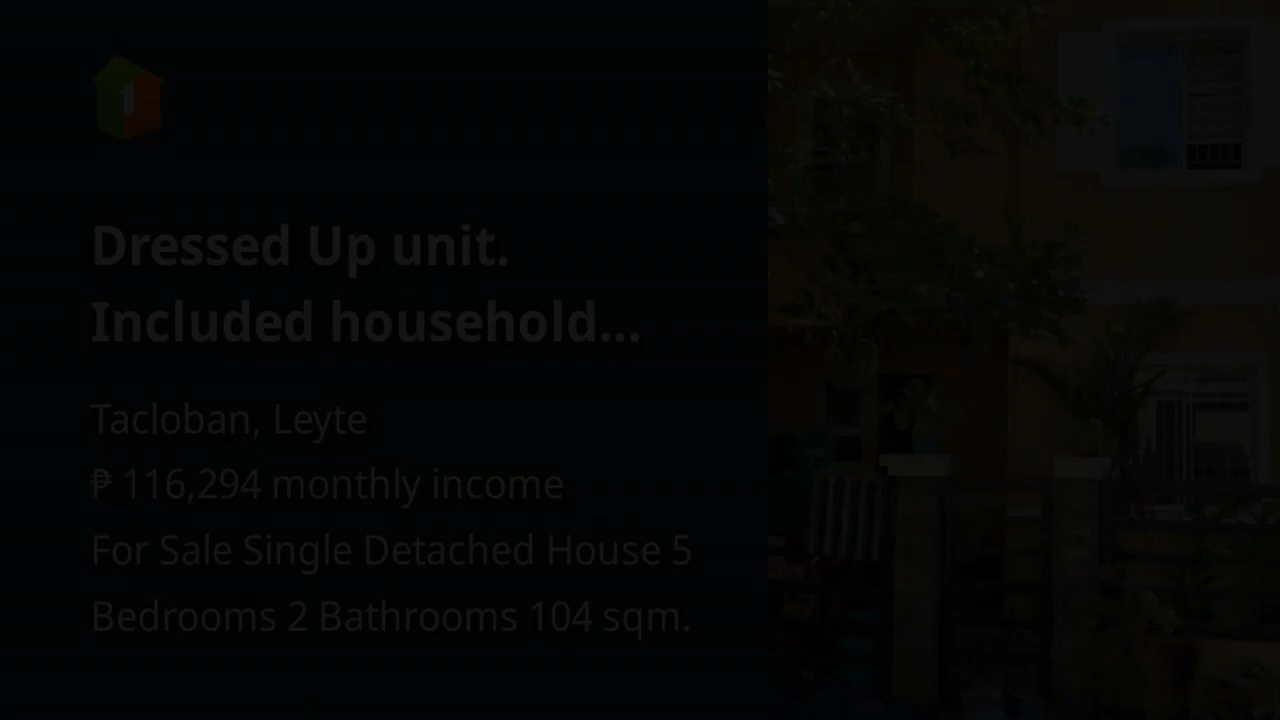 Dressed Up unit.
Included household...
Tacloban, Leyte
₱ 116,294 monthly income
For Sale Single Detached House 5
Bedrooms 2 Bathrooms 104 sqm.